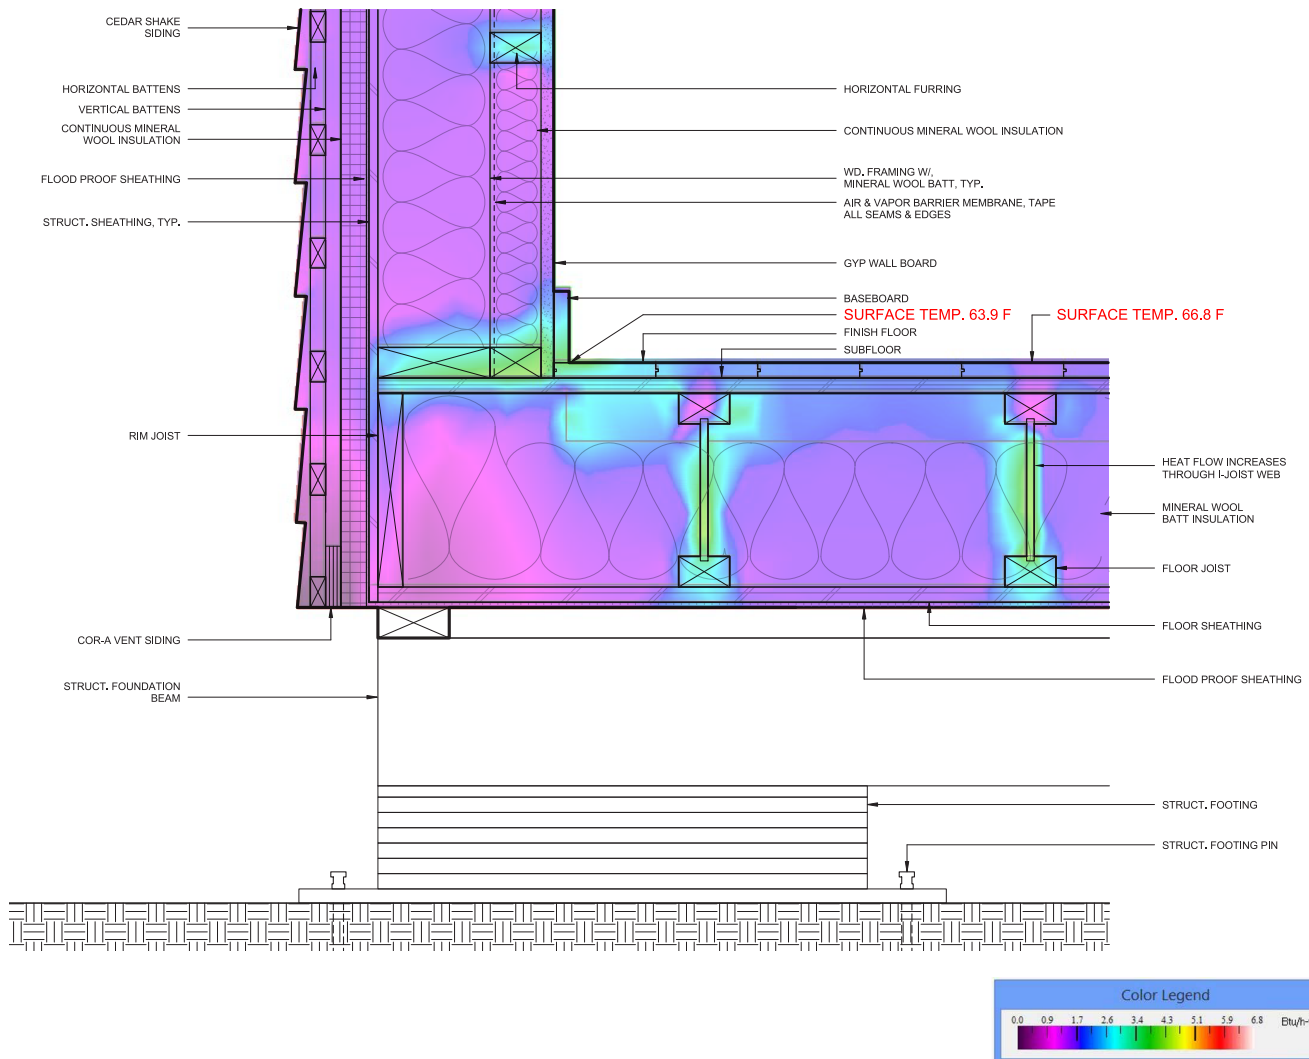 CEDAR SHAKE
SIDING
HORIZONTAL BATTENS
VERTICAL BATTENS
CONTINUOUS MINERAL
WOOL INSULATION
FLOOD PROOF SHEATHING
STRUCT. SHEATHING, TYP.
RIM JOIST
COR-A VENT SIDING
STRUCT. FOUNDATION
BEAM
HORIZONTAL FURRING
CONTINUOUS MINERAL WOOL INSULATION
WD. FRAMING W/,
MINERAL WOOL BATT, TYP.
AIR & VAPOR BARRIER MEMBRANE, TAPE
ALL SEAMS & EDGES
GYP WALL BOARD
BASEBOARD
SURFACE TEMP. 63.9 F
SURFACE TEMP. 66.8 F
FINISH FLOOR
SUBFLOOR
HEAT FLOW INCREASES
THROUGH I-JOIST WEB
MINERAL WOOL
BATT INSULATION
FLOOR JOIST
FLOOR SHEATHING
FLOOD PROOF SHEATHING
STRUCT. FOOTING
STRUCT. FOOTING PIN
Color Legend
0.0 0.9 1.7 2.6 3.4 4.3 5.1 5.9 6.8 Btu/h-